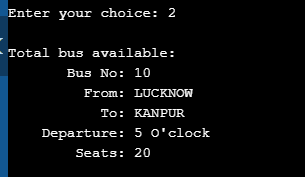 Enter your choice: 2
Total bus available:
Bus No: 10
From: LUCKNOW
To: KANPUR
Departure: 5 O'clock
Seats: 20